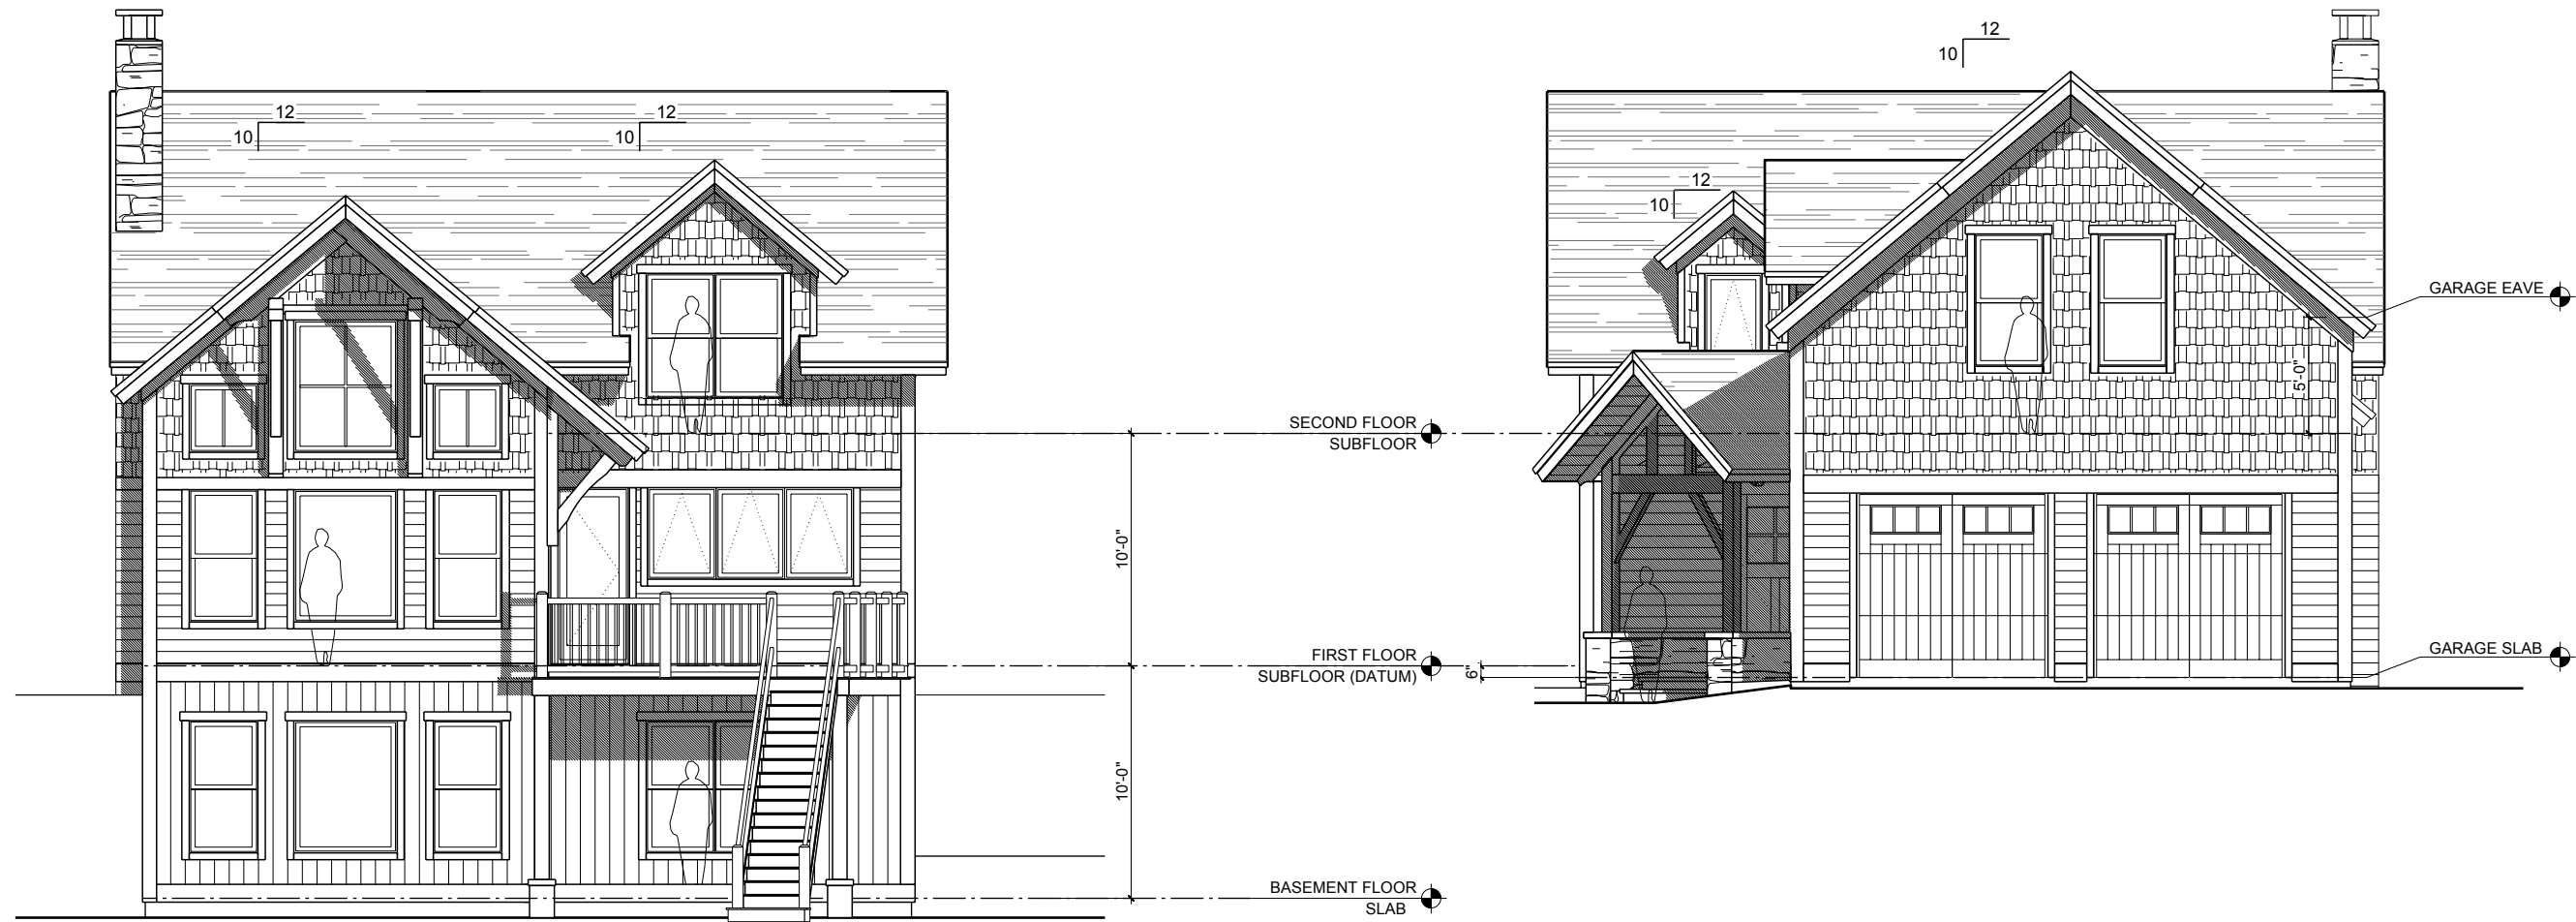 12
10
12
10
12
10
12
10
GARAGE EAVE
5'-0"
SECOND FLOOR
SUBFLOOR
10'-0"
FIRST FLOOR
SUBFLOOR (DATUM)
6"
GARAGE SLAB
10'-0"
BASEMENT FLOOR
SLAB